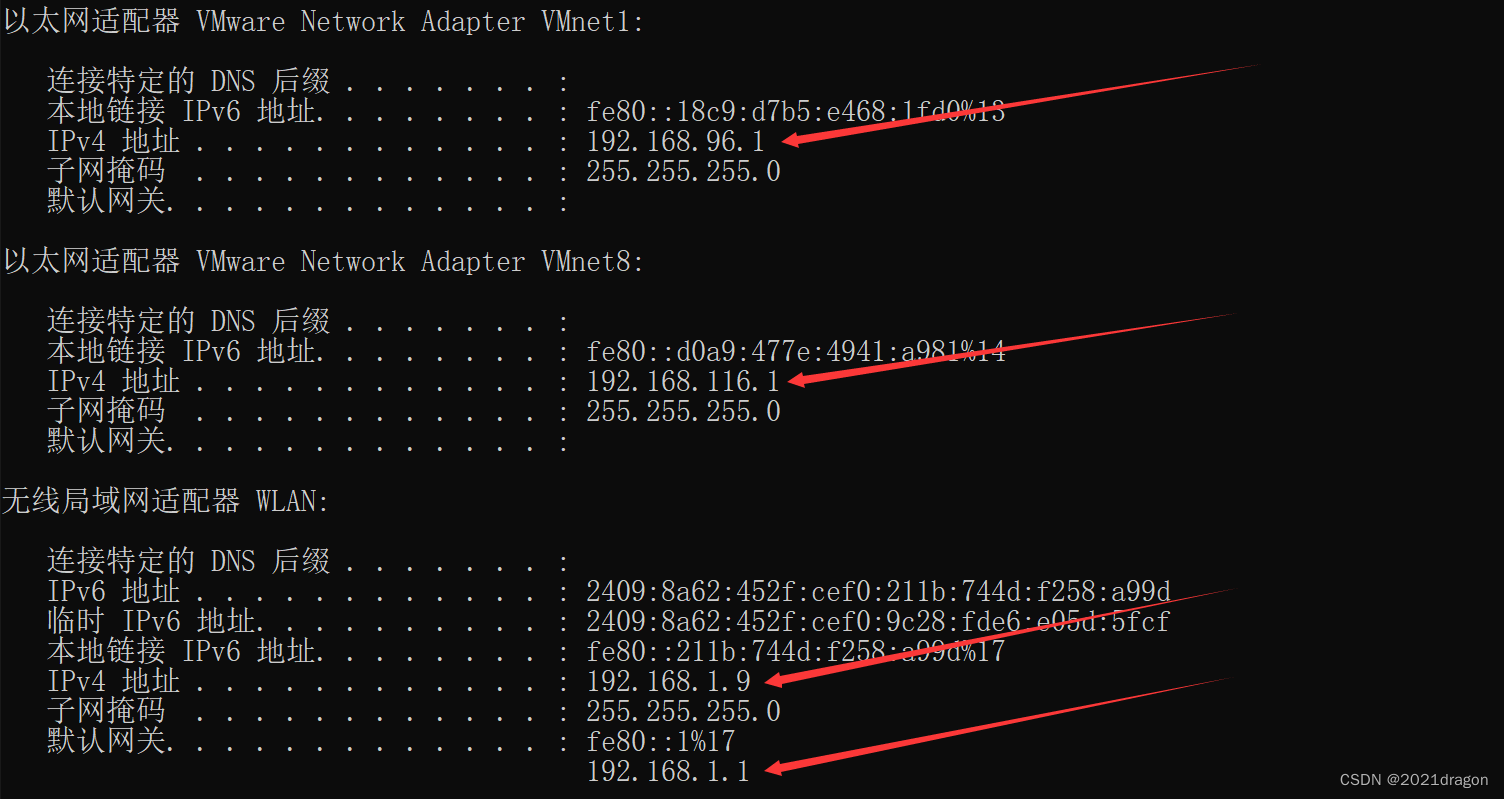 以太网适配器 VMware Network Adapter VMnet1:
连接特定的 DNS 后缀 . . . . . . . :
本地链接 IPv6 地址. . . . . . . . : fe80::18c9:d7b5:e468:1fd0%13
IPv4 地址 . . . . . . . . . . . . : 192.168.96.1
子网掩码 . . . . . . . . . . . . : 255.255.255.0
默认网关. . . . . . . . . . . . . :
以太网适配器 VMware Network Adapter VMnet8:
连接特定的 DNS 后缀 . . . . . . . :
本地链接 IPv6 地址. . . . . . . . : fe80::d0a9:477e:4941:a981%14
IPv4 地址 . . . . . . . . . . . . : 192.168.116.1
子网掩码 . . . . . . . . . . . . : 255.255.255.0
默认网关. . . . . . . . . . . . . :
无线局域网适配器 WLAN:
连接特定的 DNS 后缀 . . . . . . . :
IPv6 地址 . . . . . . . . . . . . : 2409:8a62:452f:cef0:211b:744d:f258:a99d
临时 IPv6 地址. . . . . . . . . . : 2409:8a62:452f:cef0:9c28:fde6:e05d:5fcf
本地链接 IPv6 地址. . . . . . . . : fe80::211b:744d:f258:a99d%17
IPv4 地址 . . . . . . . . . . . . : 192.168.1.9
子网掩码 . . . . . . . . . . . . : 255.255.255.0
默认网关. . . . . . . . . . . . . : fe80::1%17
192.168.1.1
CSDN @2021dragon